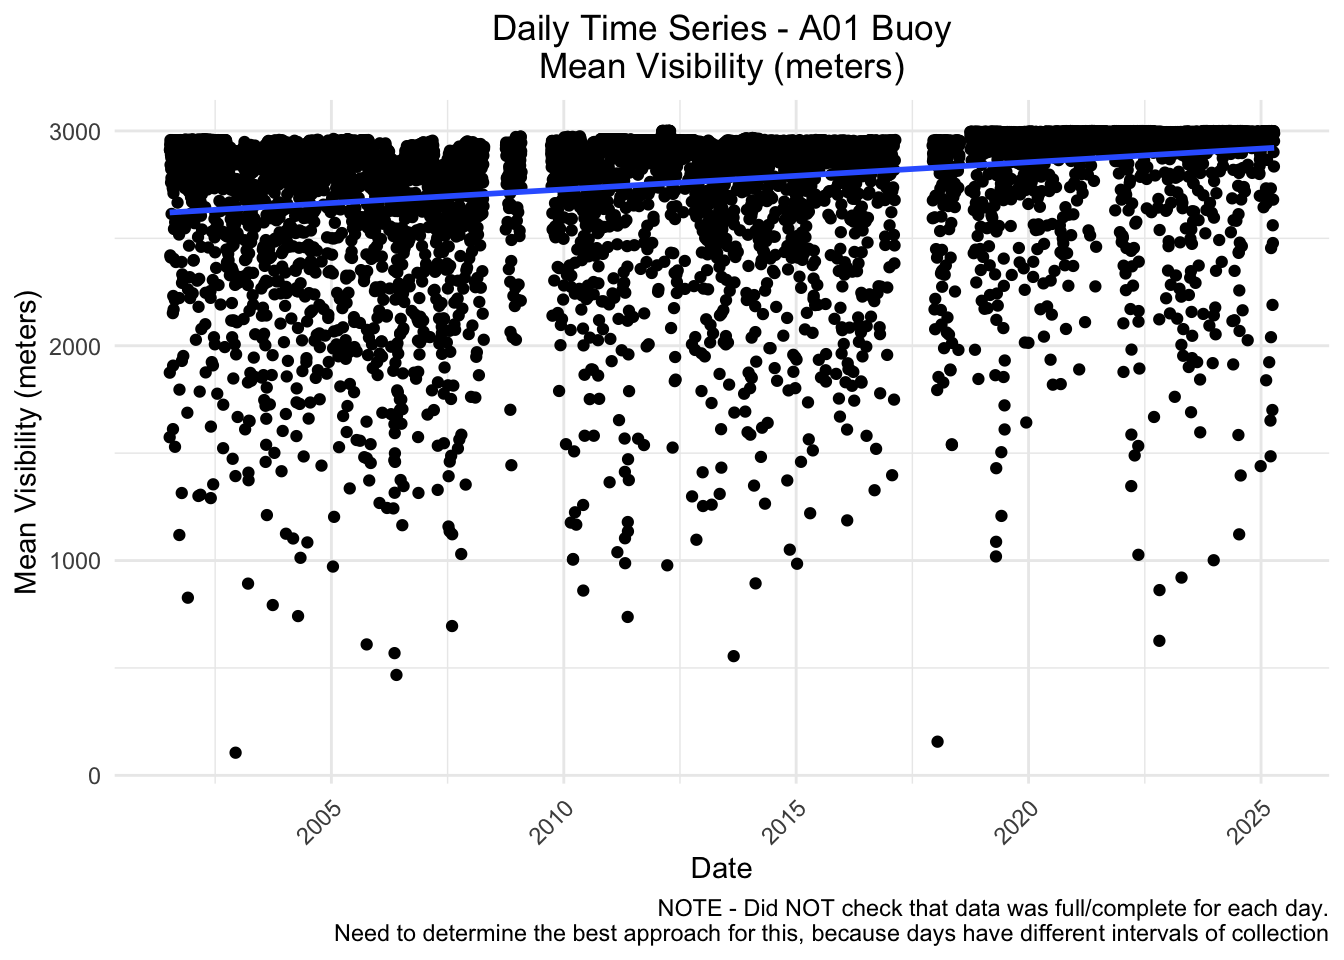 Daily Time Series - A01 Buoy
Mean Visibility (meters)
Mean Visibility (meters)
3000
2000
1000
0
2005
2010
2015
2020
2025
Date
NOTE - Did NOT check that data was full/complete for each day.
Need to determine the best approach for this, because days have different intervals of collection